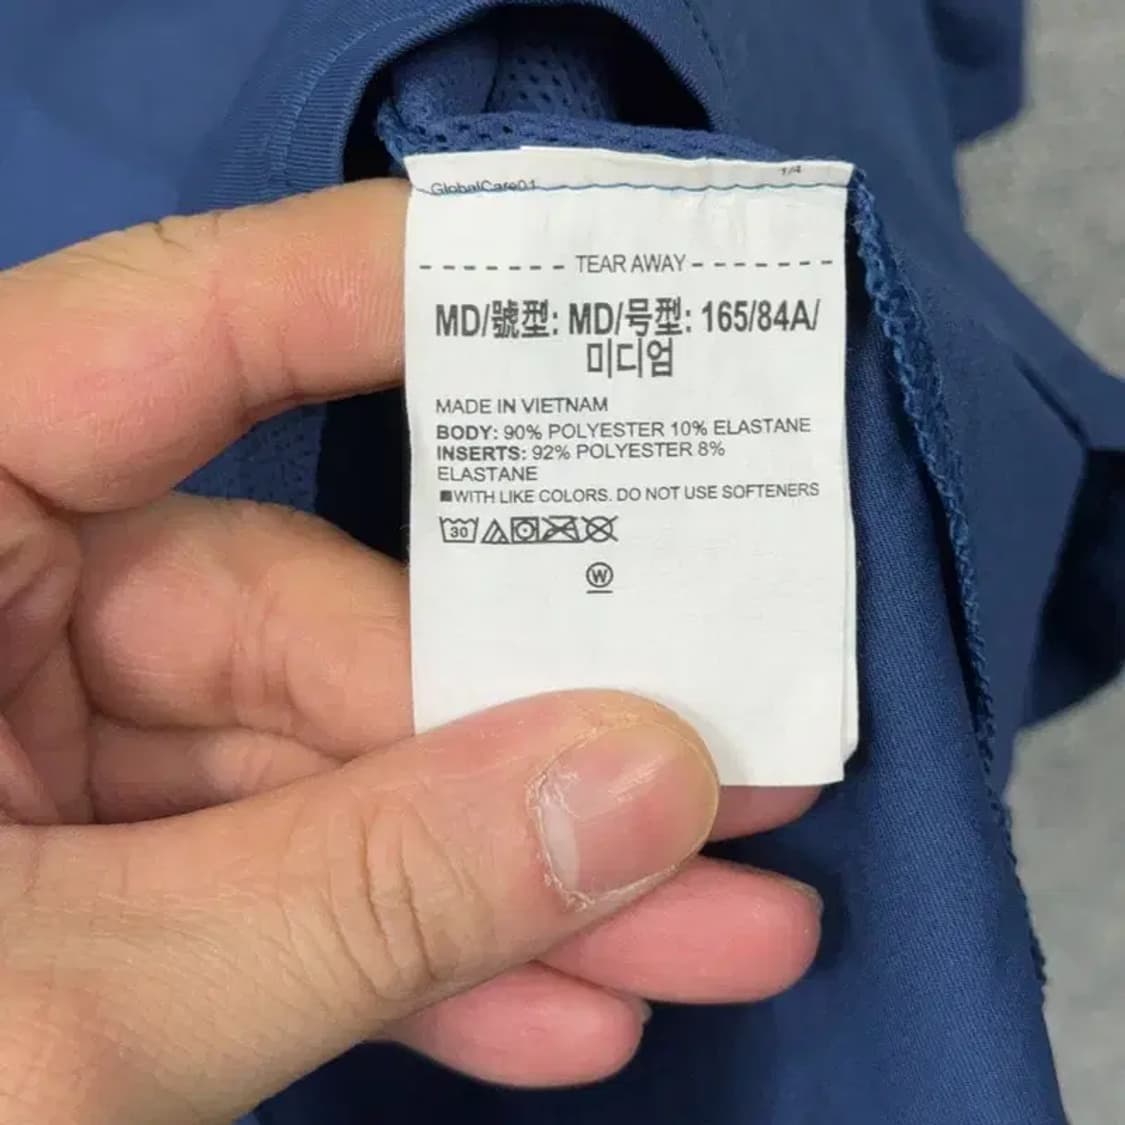 GlobalCare01
1/4
TEAR AWAY
MD/號型: MD/号型: 165/84A/
미디엄
MADE IN VIETNAM
BODY: 90% POLYESTER 10% ELASTANE
INSERTS: 92% POLYESTER 8%
ELASTANE
■WITH LIKE COLORS. DO NOT USE SOFTENERS
30
W